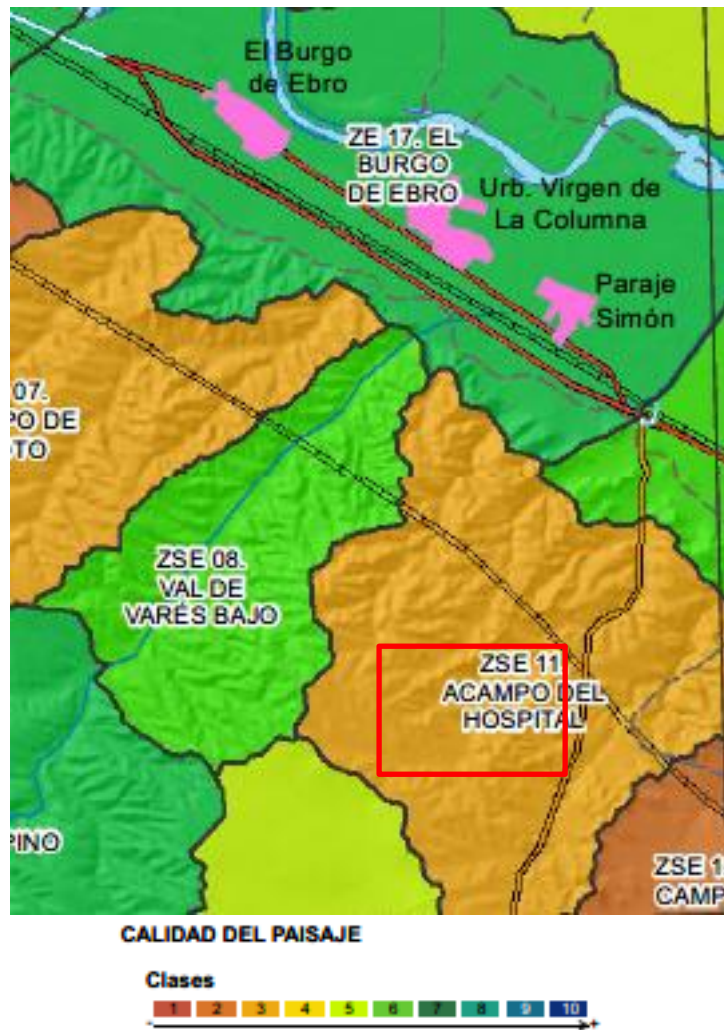 El Burgo
de Ebro
ZE 17. EL
BURGO
DE EBRO
Urb. Virgen de
La Columna
Paraje
Simón
07.
PO DE
TO
ZSE 08.
VAL DE
VARÉS BAJO
ZSE 11.
ACAMPO DEL
HOSPITAL
PINO
ZSE 1
CAMP
CALIDAD DEL PAISAJE
Clases
1 2 3 4 5 6 7 8 9 10
- +